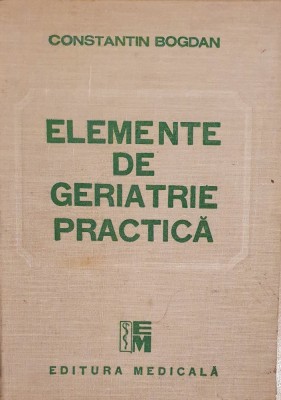 CONSTANTIN BOGDAN
ELEMENTE
DE
GERIATRIE
PRACTICĂ
EM
EDITURA MEDICALĂ